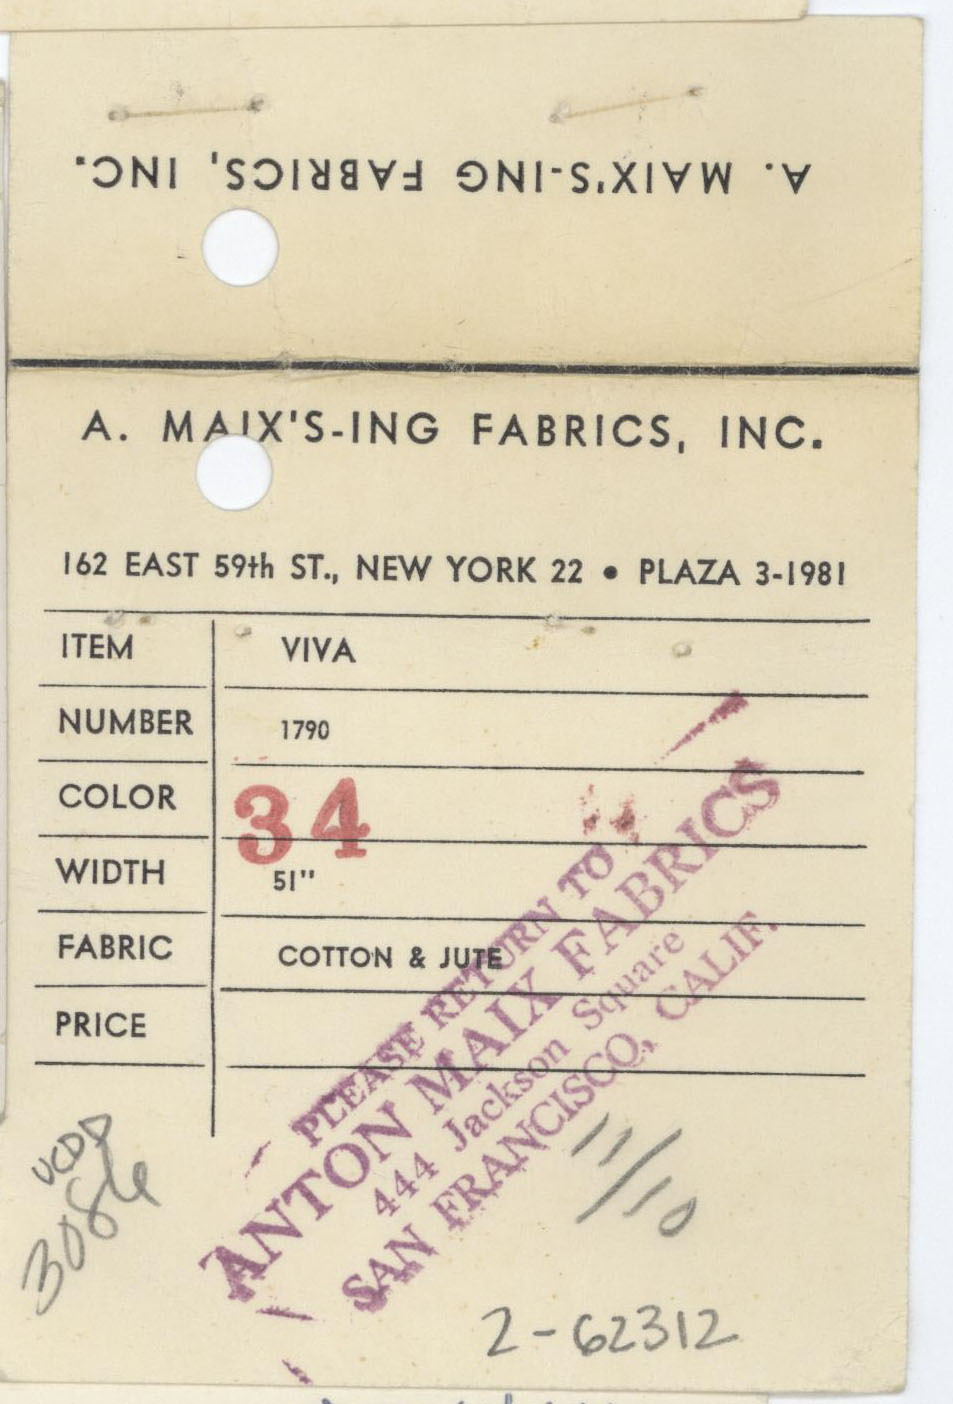 A. MAIX'S-ING FABRICS, INC.
A. MAIX'S-ING FABRICS, INC.
162 EAST 59th ST., NEW YORK 22 • PLAZA 3-1981
ITEM VIVA
NUMBER 1790
COLOR 34
WIDTH 51"
FABRIC COTTON & JUTE
PRICE
PLEASE RETURN TO
ANTON MAIX FABRICS
444 Jackson Square
SAN FRANCISCO, CALIF.
UCDD
11/10
2-62312